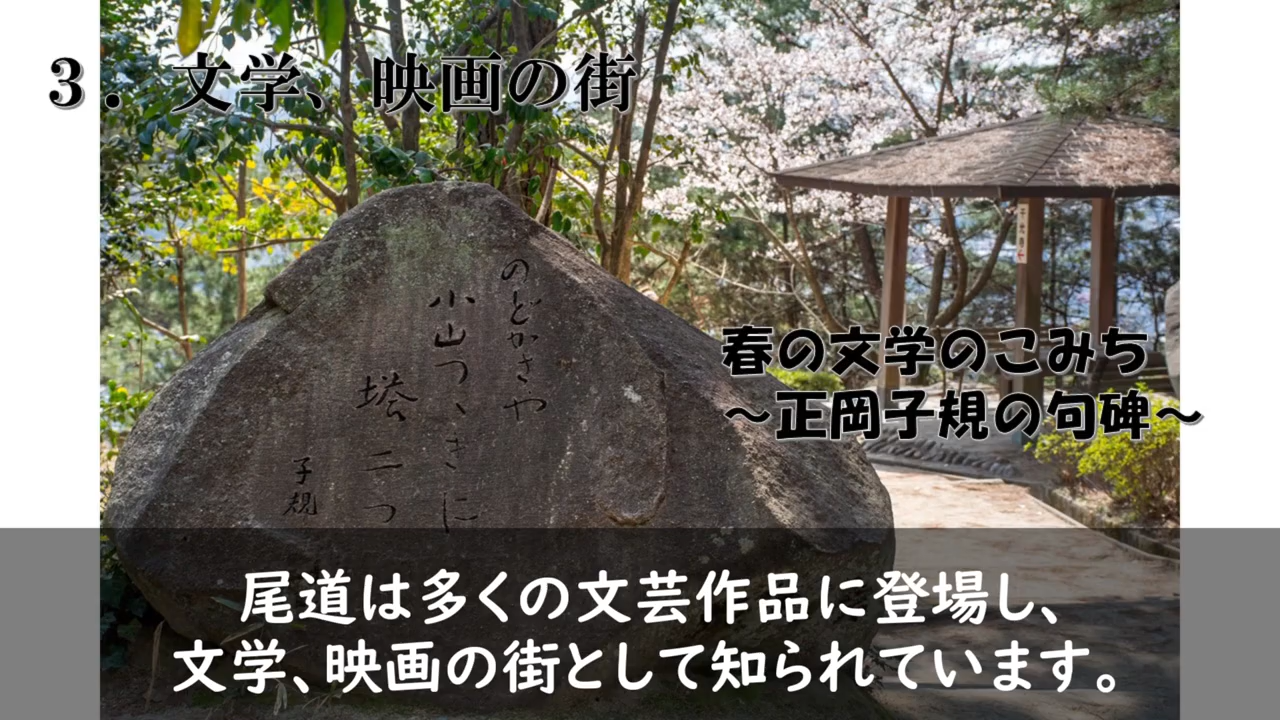 3．文学、映画の街
のどかさや
小山つゝきに
塔二つ
子規
春の文学のこみち
～正岡子規の句碑～
尾道は多くの文芸作品に登場し、
文学、映画の街として知られています。